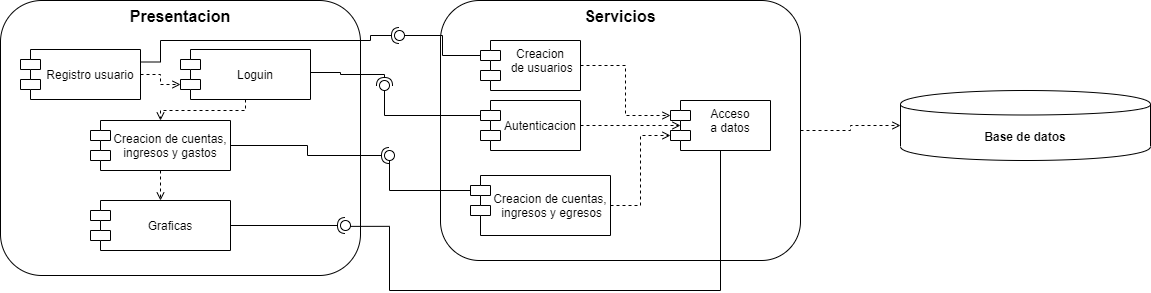 Presentacion
Servicios
Registro usuario
Loguin
Creacion
de usuarios
Creacion de cuentas,
ingresos y gastos
Autenticacion
Acceso
a datos
Base de datos
Graficas
Creacion de cuentas,
ingresos y egresos